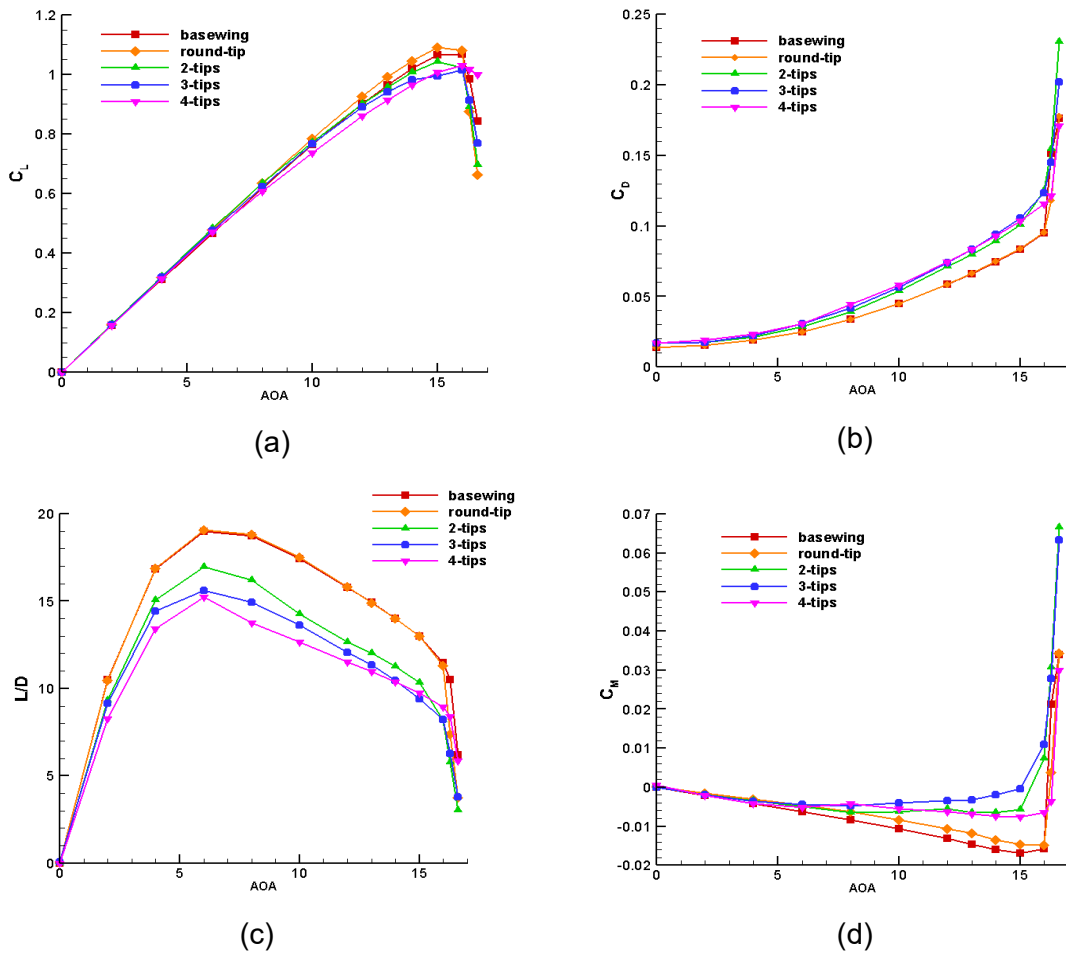 1.2
1
0.8
0.6
0.4
0.2
0
C_L
basewing
round-tip
2-tips
3-tips
4-tips
0 5 10 15
AOA
(a)
0.25
0.2
0.15
0.1
0.05
0
C_D
basewing
round-tip
2-tips
3-tips
4-tips
0 5 10 15
AOA
(b)
20
15
10
5
0
L/D
basewing
round-tip
2-tips
3-tips
4-tips
0 5 10 15
AOA
(c)
0.07
0.06
0.05
0.04
0.03
0.02
0.01
0
-0.01
-0.02
C_M
basewing
round-tip
2-tips
3-tips
4-tips
0 5 10 15
AOA
(d)